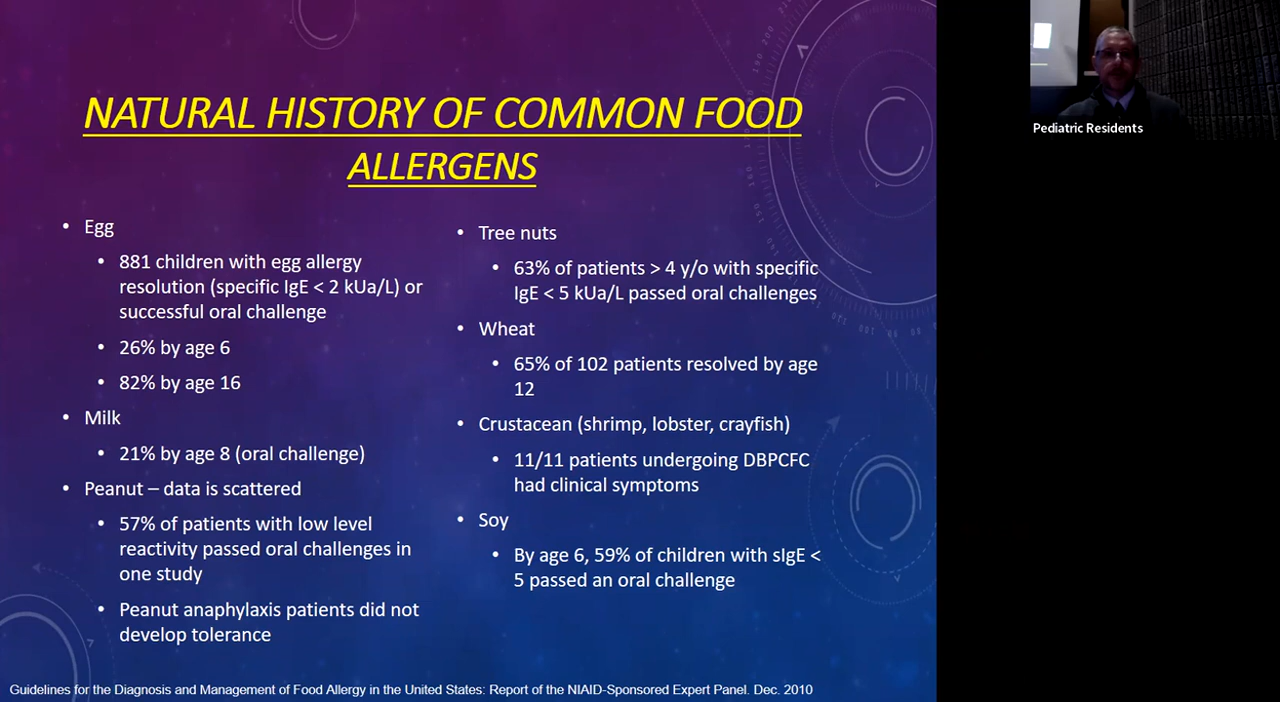 NATURAL HISTORY OF COMMON FOOD
ALLERGENS
• Egg
• 881 children with egg allergy
resolution (specific IgE < 2 kUa/L) or
successful oral challenge
• 26% by age 6
• 82% by age 16
• Milk
• 21% by age 8 (oral challenge)
• Peanut – data is scattered
• 57% of patients with low level
reactivity passed oral challenges in
one study
• Peanut anaphylaxis patients did not
develop tolerance
• Tree nuts
• 63% of patients > 4 y/o with specific
IgE < 5 kUa/L passed oral challenges
• Wheat
• 65% of 102 patients resolved by age
12
• Crustacean (shrimp, lobster, crayfish)
• 11/11 patients undergoing DBPCFC
had clinical symptoms
• Soy
• By age 6, 59% of children with sIgE <
5 passed an oral challenge
Guidelines for the Diagnosis and Management of Food Allergy in the United States: Report of the NIAID-Sponsored Expert Panel. Dec. 2010
Pediatric Residents